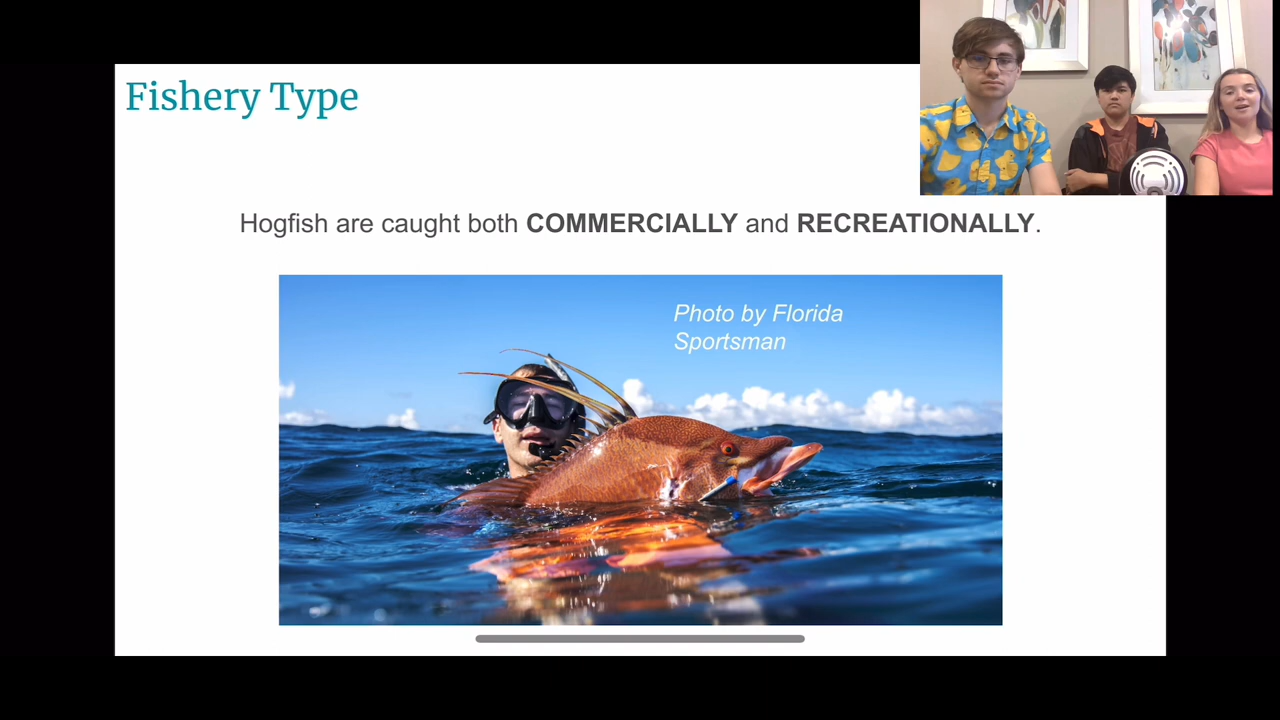 Fishery Type
Hogfish are caught both COMMERCIALLY and RECREATIONALLY.
Photo by Florida
Sportsman